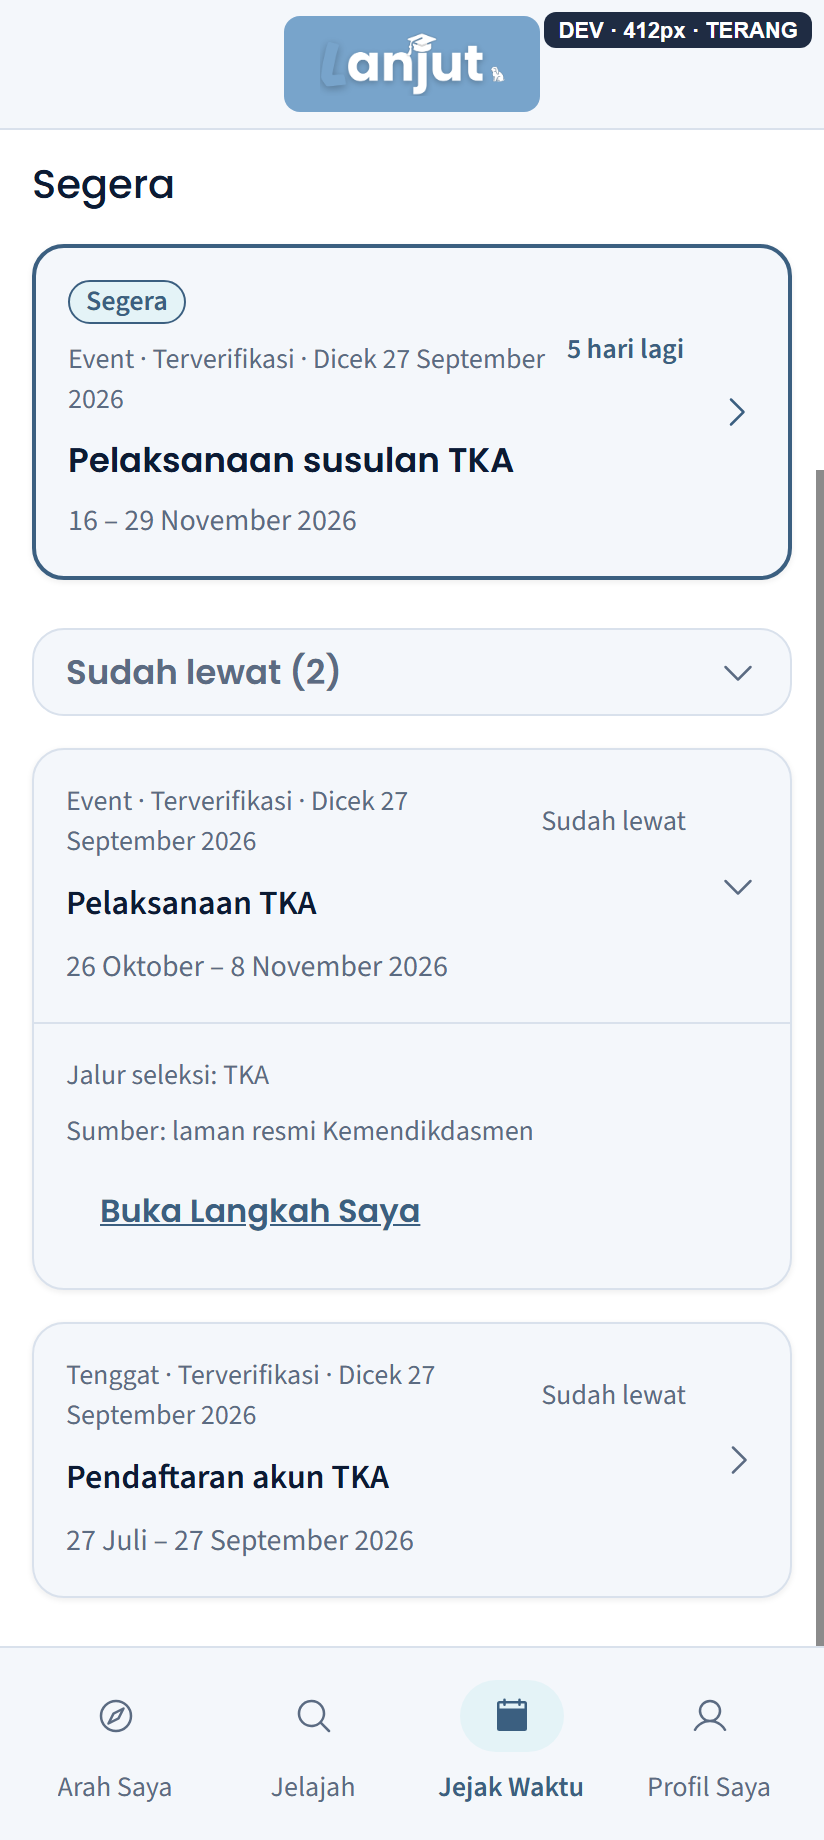 Lanjut
DEV · 412px · TERANG
Segera
Segera
Event · Terverifikasi · Dicek 27 September
2026
5 hari lagi
Pelaksanaan susulan TKA
16 – 29 November 2026
Sudah lewat (2)
Event · Terverifikasi · Dicek 27
September 2026
Sudah lewat
Pelaksanaan TKA
26 Oktober – 8 November 2026
Jalur seleksi: TKA
Sumber: laman resmi Kemendikdasmen
Buka Langkah Saya
Tenggat · Terverifikasi · Dicek 27
September 2026
Sudah lewat
Pendaftaran akun TKA
27 Juli – 27 September 2026
Arah Saya
Jelajah
Jejak Waktu
Profil Saya